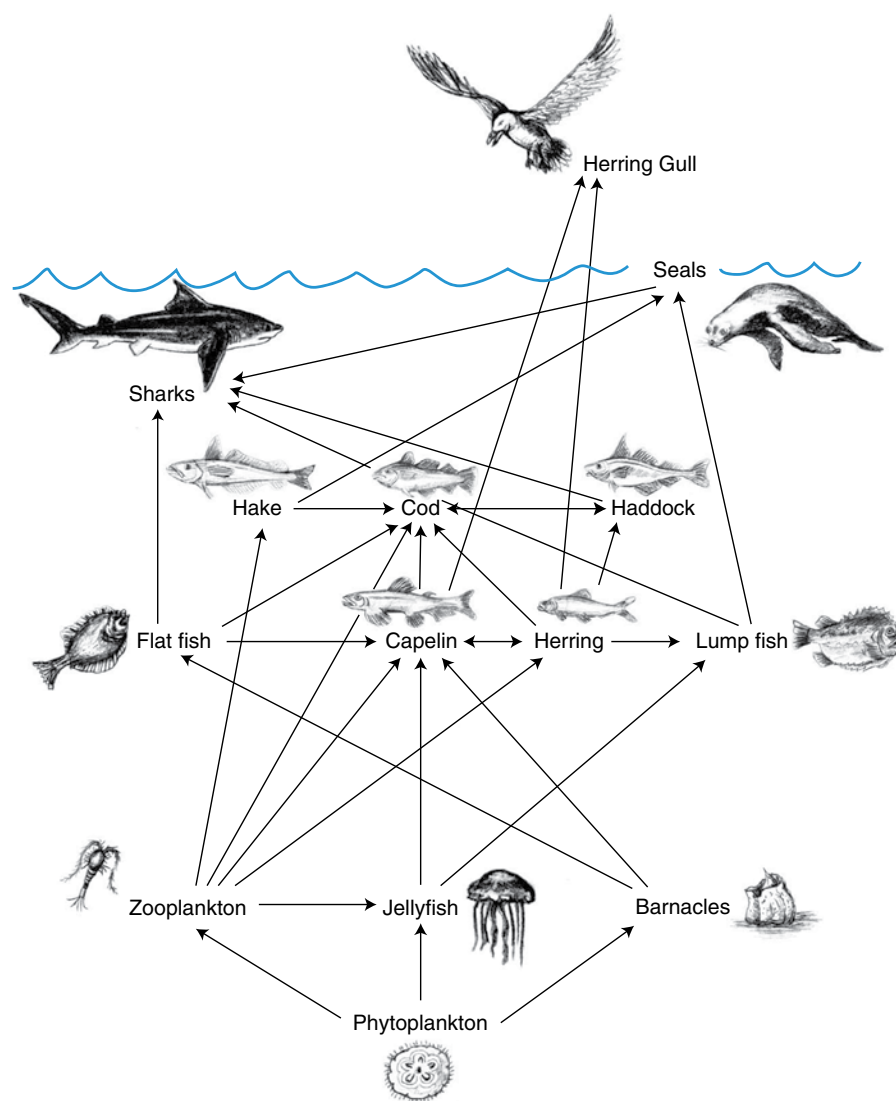 Herring Gull
Seals
Sharks
Hake
Cod
Haddock
Flat fish
Capelin
Herring
Lump fish
Zooplankton
Jellyfish
Barnacles
Phytoplankton